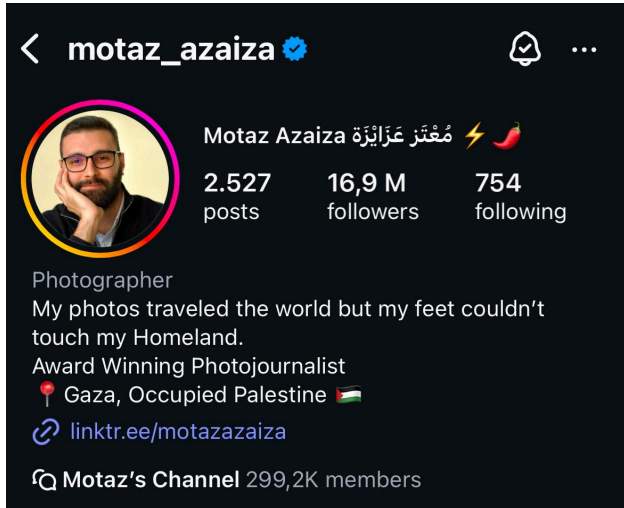 motaz_azaiza
Motaz Azaiza مُعْتَز عَزَايْزَة ⚡🌶️
2.527 16,9 M 754
posts followers following
Photographer
My photos traveled the world but my feet couldn't
touch my Homeland.
Award Winning Photojournalist
📍 Gaza, Occupied Palestine 🇵🇸
linktr.ee/motazazaiza
Motaz's Channel 299,2K members